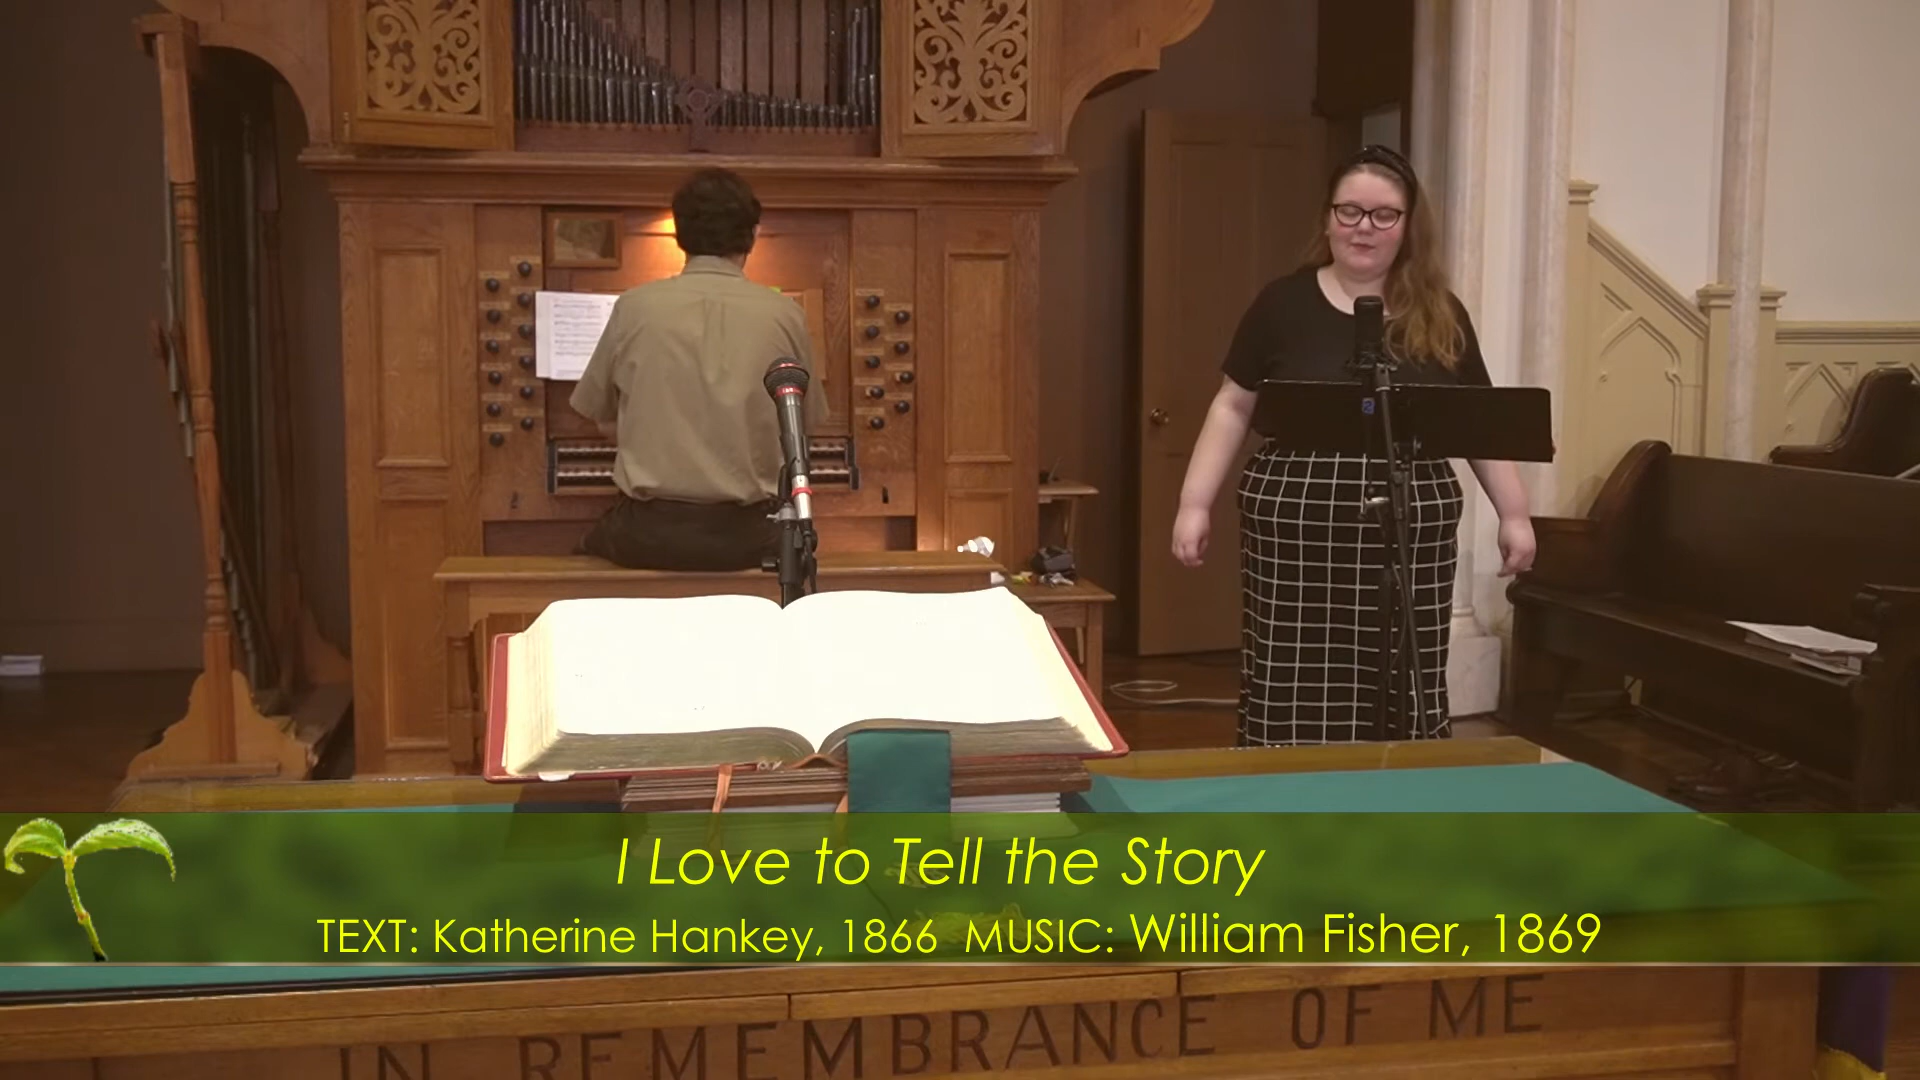 I Love to Tell the Story
TEXT: Katherine Hankey, 1866 MUSIC: William Fisher, 1869
IN REMEMBRANCE OF ME